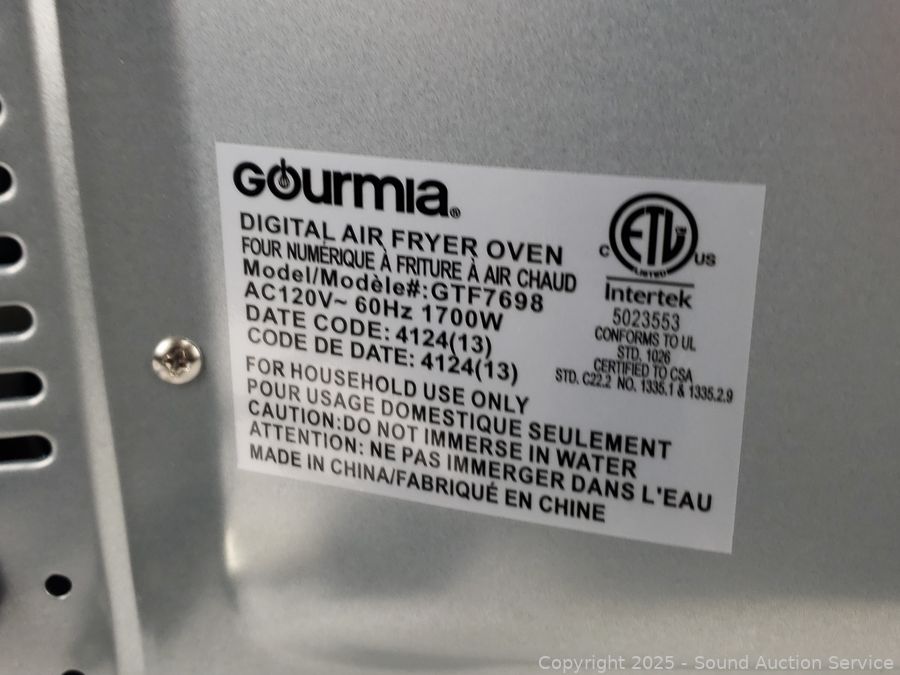 GOurmia®
DIGITAL AIR FRYER OVEN
FOUR NUMÉRIQUE À FRITURE À AIR CHAUD
Model/Modèle#:GTF7698
AC120V~ 60Hz 1700W
DATE CODE: 4124(13)
CODE DE DATE: 4124(13)
FOR HOUSEHOLD USE ONLY
POUR USAGE DOMESTIQUE SEULEMENT
CAUTION:DO NOT IMMERSE IN WATER
ATTENTION: NE PAS IMMERGER DANS L'EAU
MADE IN CHINA/FABRIQUÉ EN CHINE
ETL
LISTED
C US
Intertek
5023553
CONFORMS TO UL
STD. 1026
CERTIFIED TO CSA
STD. C22.2 NO. 1335.1 & 1335.2.9
Copyright © 2025 - Sound Auction Service